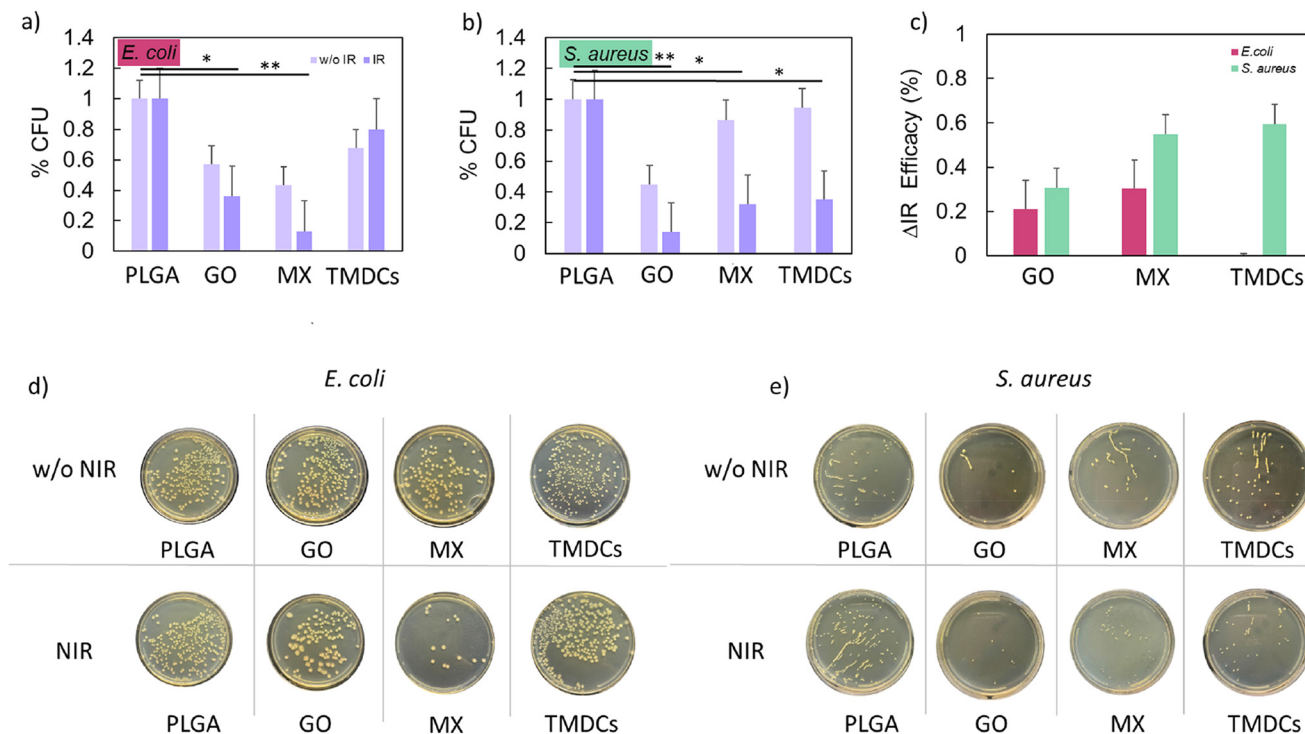 a)
E. coli
w/o IR IR
* 
**
% CFU
1.4
1.2
1
0.8
0.6
0.4
0.2
0
PLGA GO MX TMDCs
b)
S. aureus
**
*
*
% CFU
1.4
1.2
1
0.8
0.6
0.4
0.2
0
PLGA GO MX TMDCs
c)
E.coli
S. aureus
ΔIR Efficacy (%)
1
0.8
0.6
0.4
0.2
0
GO MX TMDCs
d) E. coli
w/o NIR
PLGA GO MX TMDCs
NIR
PLGA GO MX TMDCs
e) S. aureus
w/o NIR
PLGA GO MX TMDCs
NIR
PLGA GO MX TMDCs